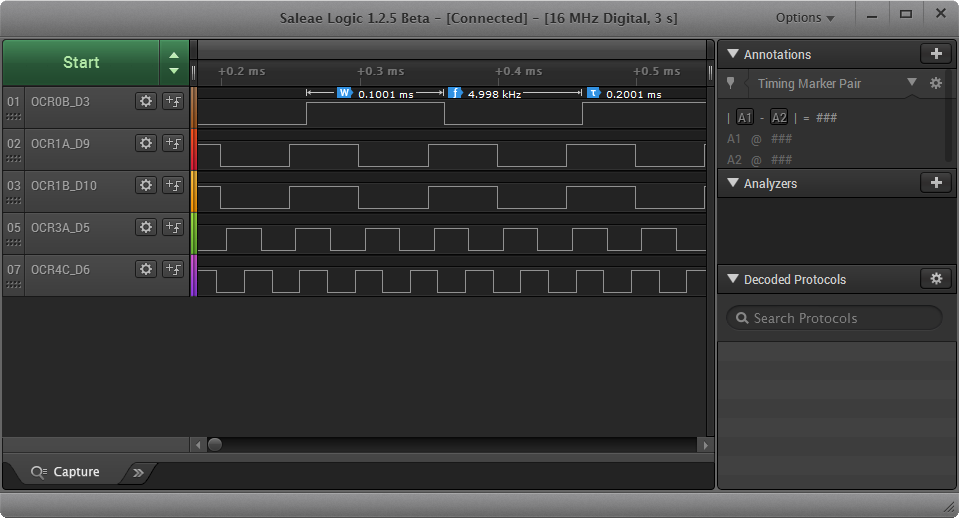 Saleae Logic 1.2.5 Beta - [Connected] - [16 MHz Digital, 3 s]
Options
Start
+0.2 ms +0.3 ms +0.4 ms +0.5 ms
01 OCR0B_D3
W 0.1001 ms f 4.998 kHz T 0.2001 ms
02 OCR1A_D9
03 OCR1B_D10
05 OCR3A_D5
07 OCR4C_D6
Capture
Annotations
Timing Marker Pair
| A1 - A2 | = ###
A1 @ ###
A2 @ ###
Analyzers
Decoded Protocols
Search Protocols